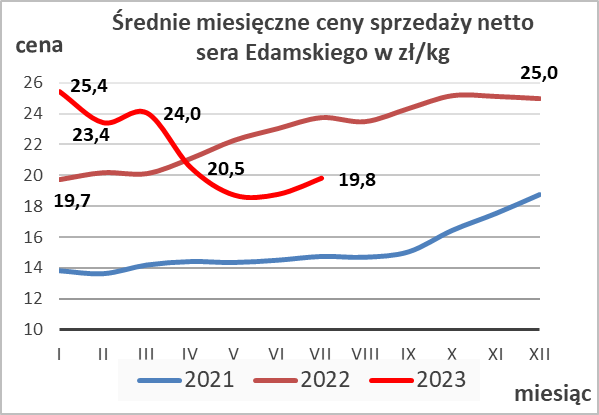 Średnie miesięczne ceny sprzedaży netto
sera Edamskiego w zł/kg
cena
26
24
22
20
18
16
14
12
10
25,4
23,4
24,0
20,5
19,8
19,7
25,0
I II III IV V VI VII VIII IX X XI XII
2021 2022 2023
miesiąc